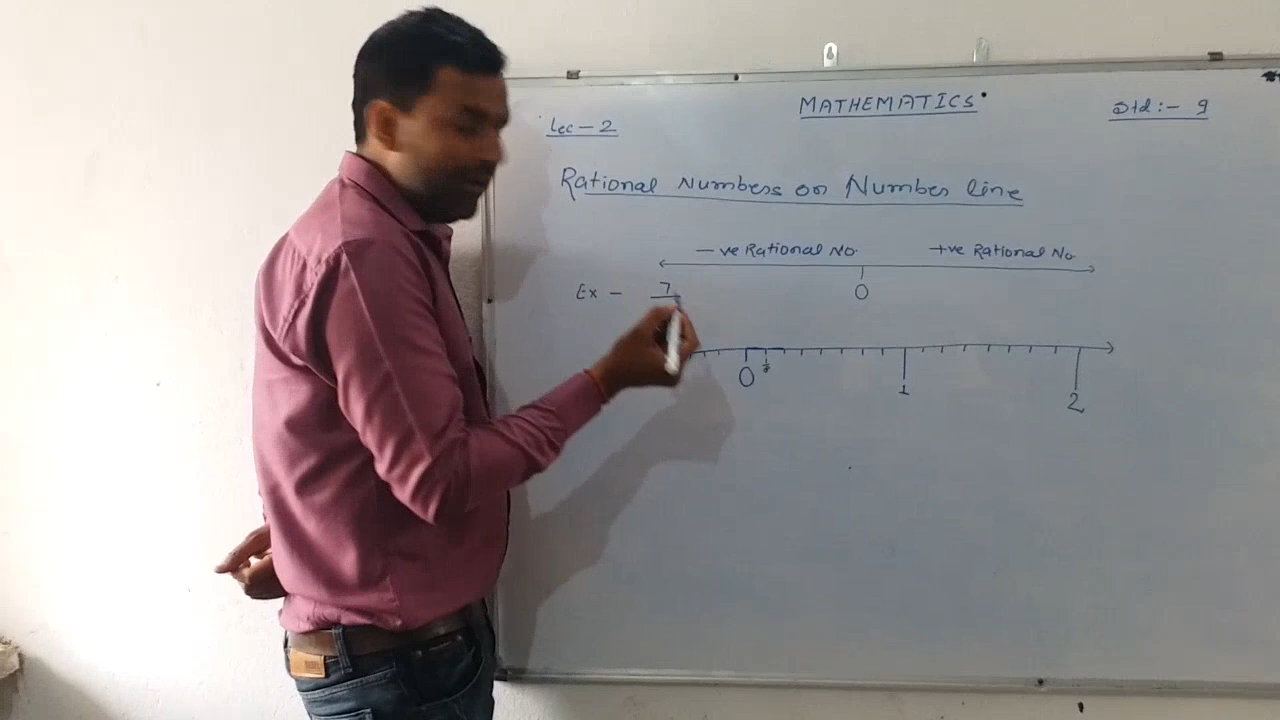 MATHEMATICS
Lec - 2
Std :- 9
Rational Numbers on Number line
-ve Rational No. +ve Rational No.
0
Ex - 7
0 1 2